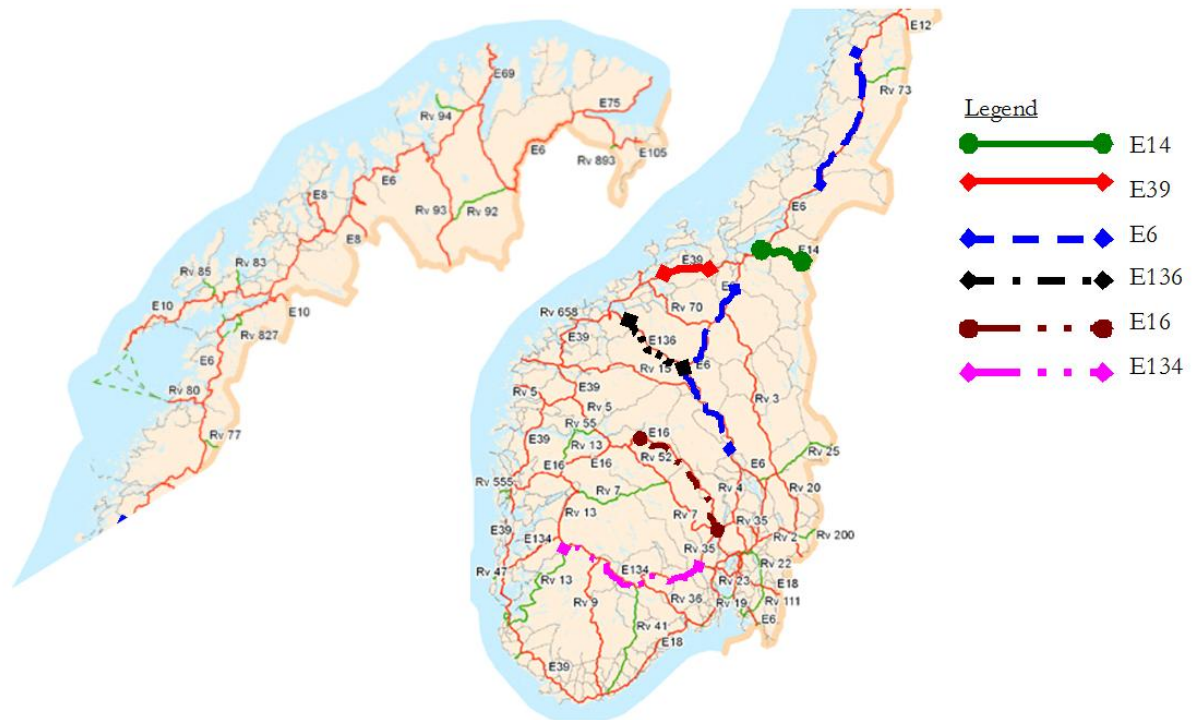 E12
E69
Rv 73
E75
Rv 94
Legend
E6
E14
Rv 893
E105
E6
E39
E8
Rv 93
Rv 92
E6
E8
E6
E14
E136
Rv 83
E39
Rv 85
E16
E10
Rv 70
E10
Rv 658
E134
Rv 827
E39
E136
E6
Rv 15
E6
Rv 80
E39
Rv 5
Rv 3
Rv 5
Rv 77
Rv 55
E16
E39
Rv 13
Rv 52
Rv 25
E16
E16
E6
Rv 555
Rv 7
Rv 4
Rv 20
Rv 13
Rv 7
Rv 35
E39
Rv 2
Rv 200
E134
Rv 35
Rv 22
Rv 47
Rv 13
E134
Rv 23
E18
Rv 9
Rv 36
Rv 19
Rv 111
Rv 41
E6
E18
E39